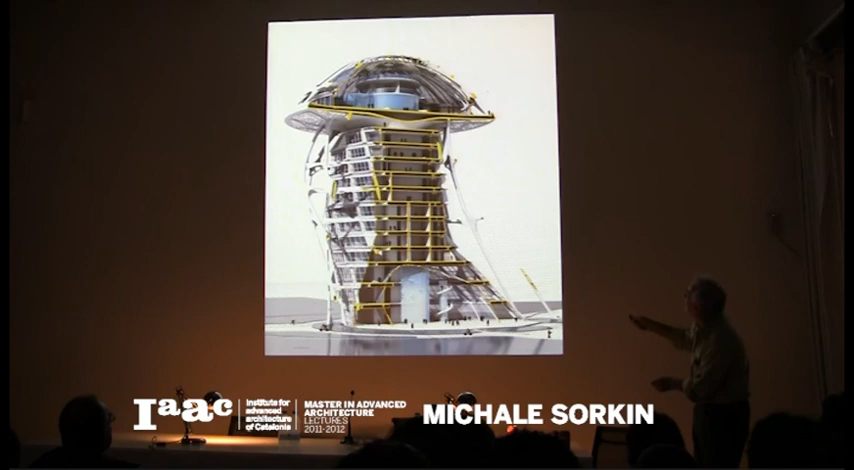 Iaac
Institute for
advanced
architecture
of Catalonia
MASTER IN ADVANCED
ARCHITECTURE
LECTURES
2011-2012
MICHALE SORKIN